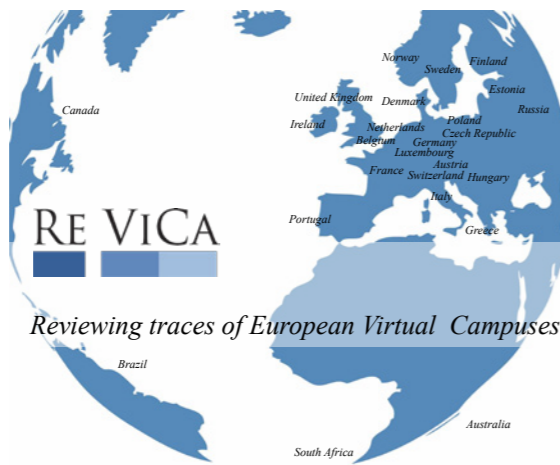 Norway
Finland
Sweden
Estonia
United Kingdom
Denmark
Canada
Russia
Ireland
Netherlands
Poland
Czech Republic
Belgium
Germany
Luxembourg
Austria
France
Switzerland
Hungary
Italy
Portugal
Greece
RE VICA
Reviewing traces of European Virtual Campuses
Brazil
Australia
South Africa